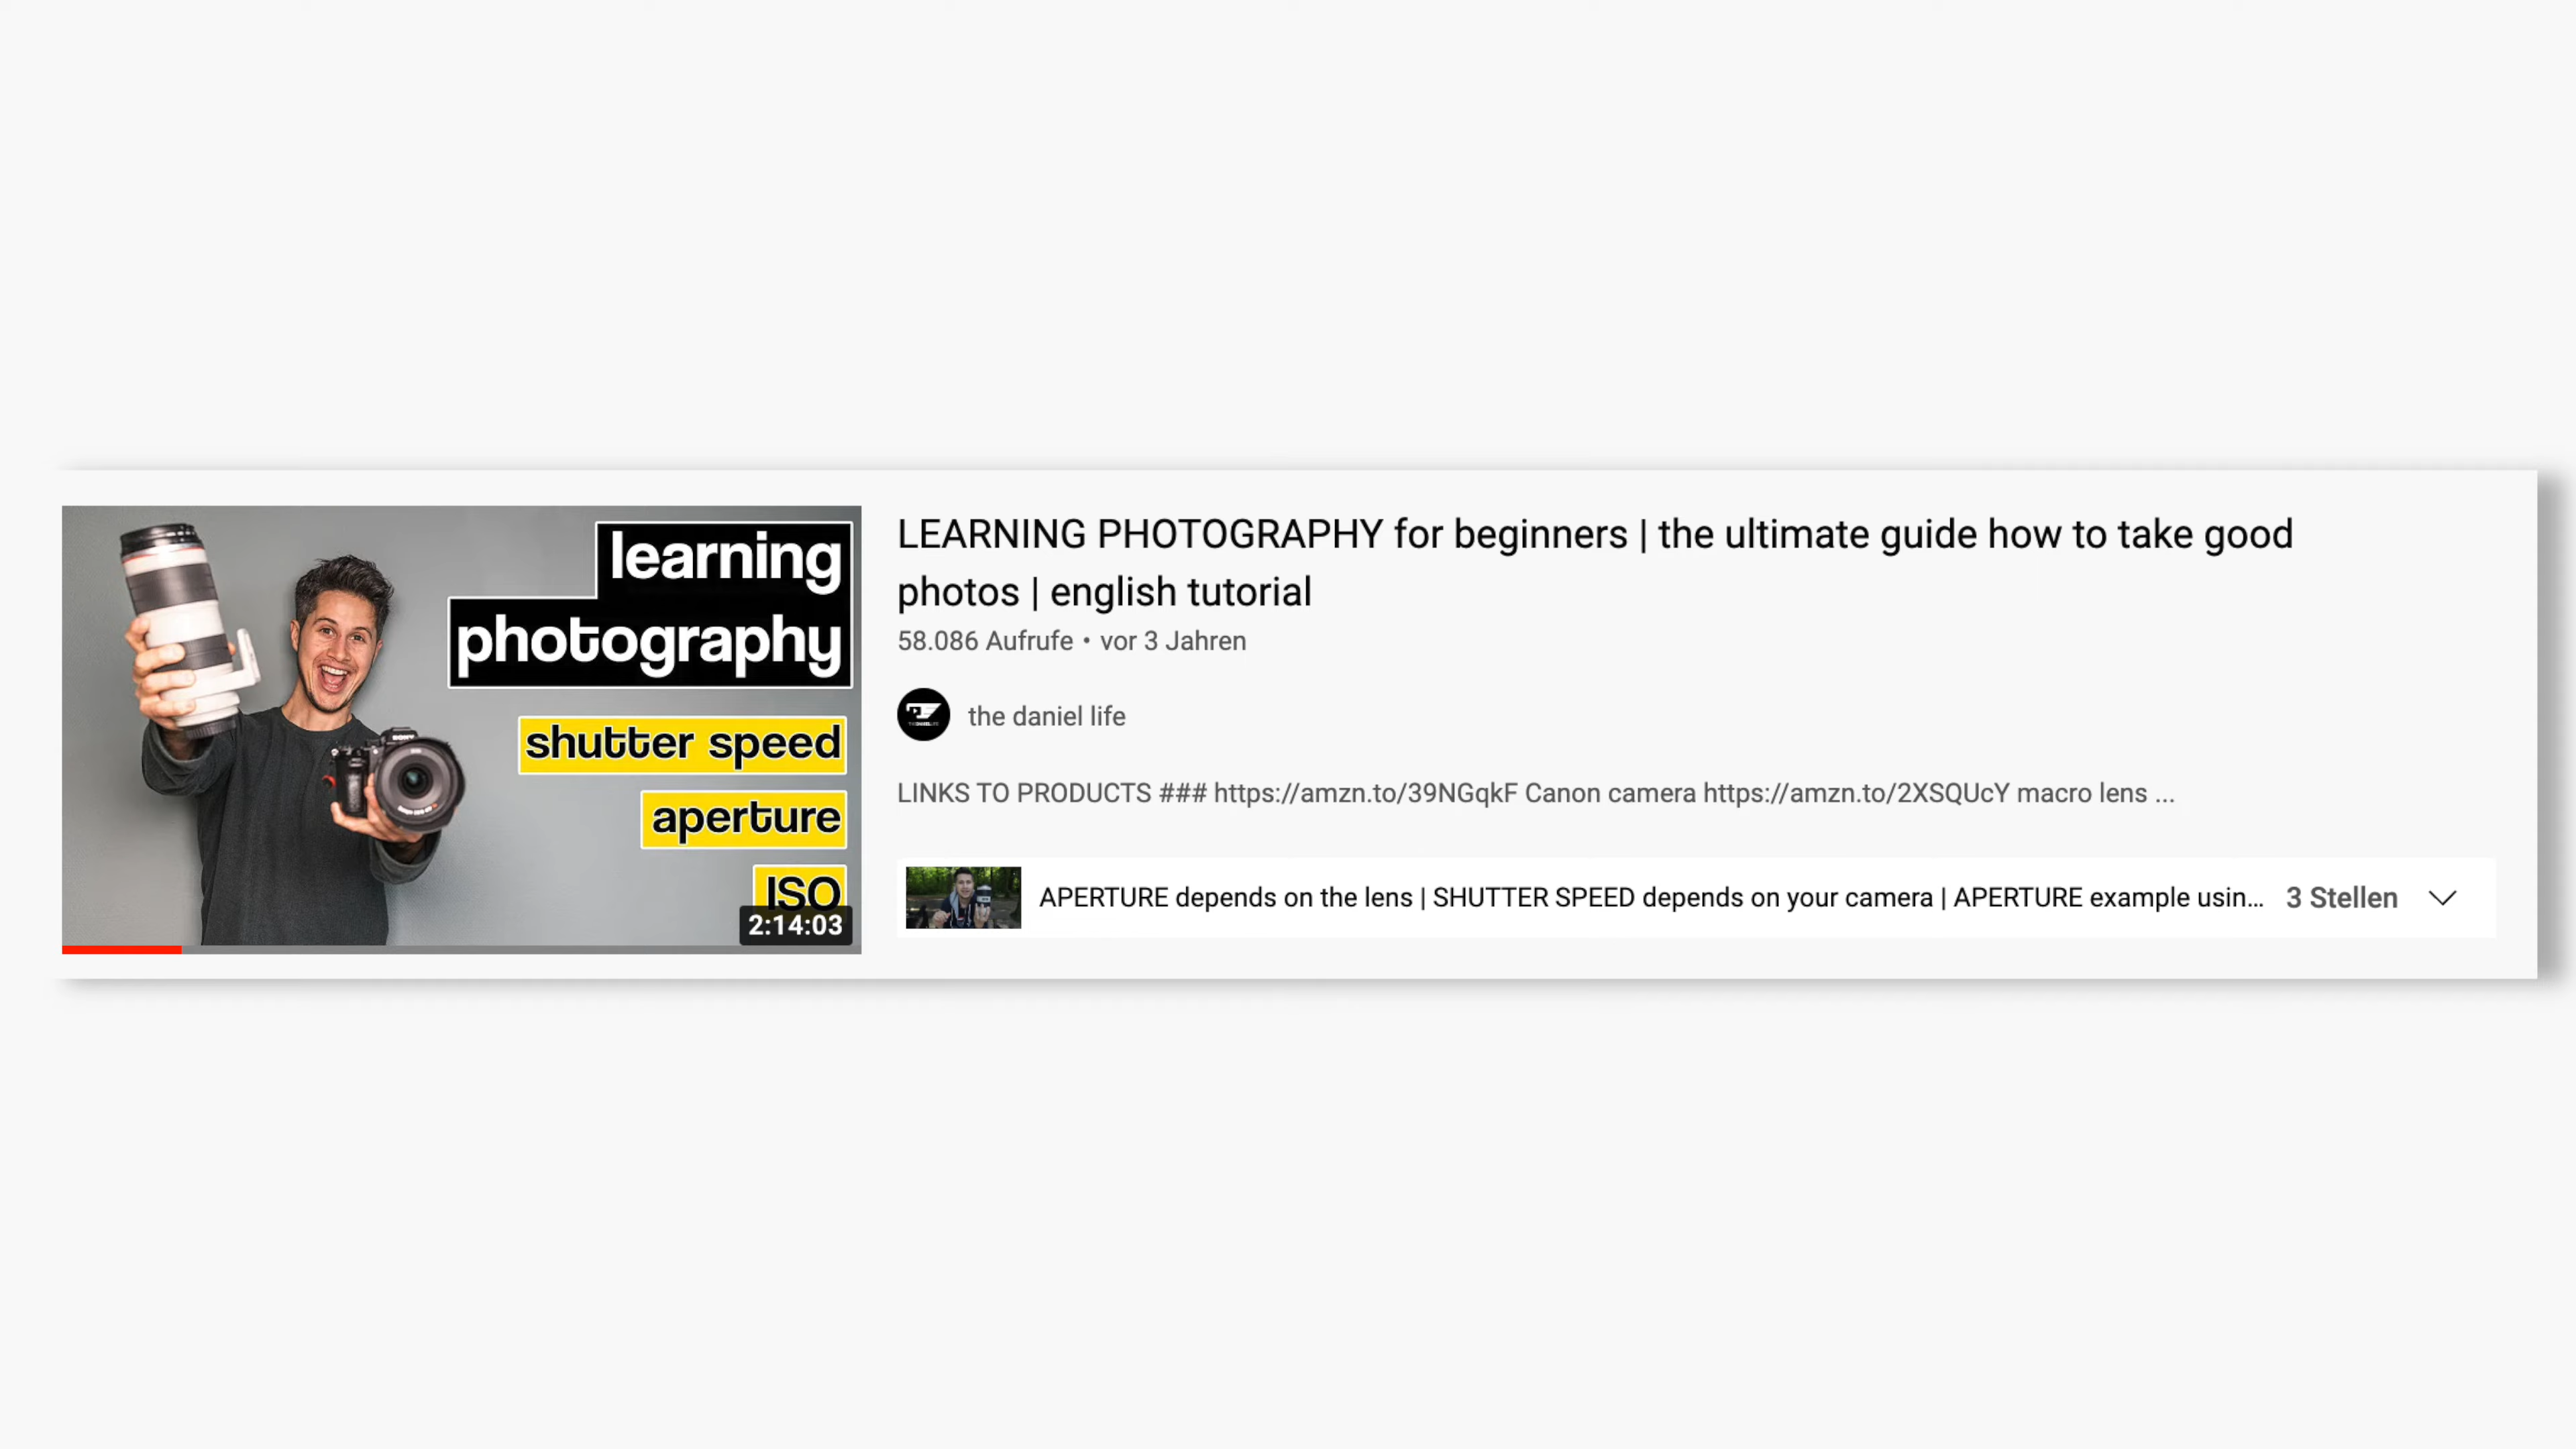 learning
photography
shutter speed
aperture
ISO
2:14:03
LEARNING PHOTOGRAPHY for beginners | the ultimate guide how to take good
photos | english tutorial
58.086 Aufrufe • vor 3 Jahren
the daniel life
LINKS TO PRODUCTS ### https://amzn.to/39NGqkF Canon camera https://amzn.to/2XSQUcY macro lens ...
APERTURE depends on the lens | SHUTTER SPEED depends on your camera | APERTURE example usin... 3 Stellen